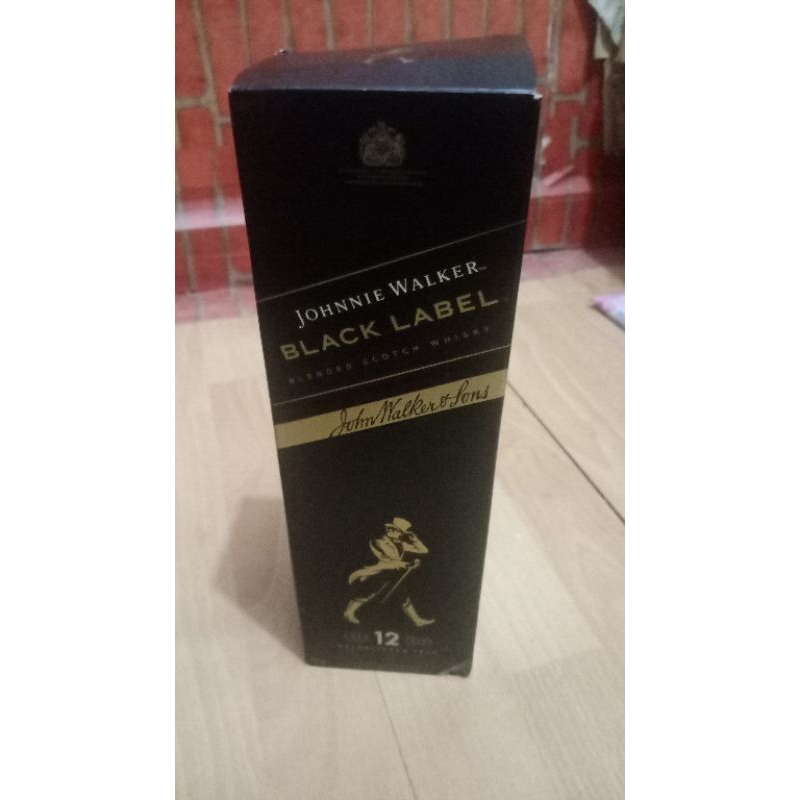 JOHNNIE WALKER
BLACK LABEL
BLENDED SCOTCH WHISKY
John Walker & Sons
12